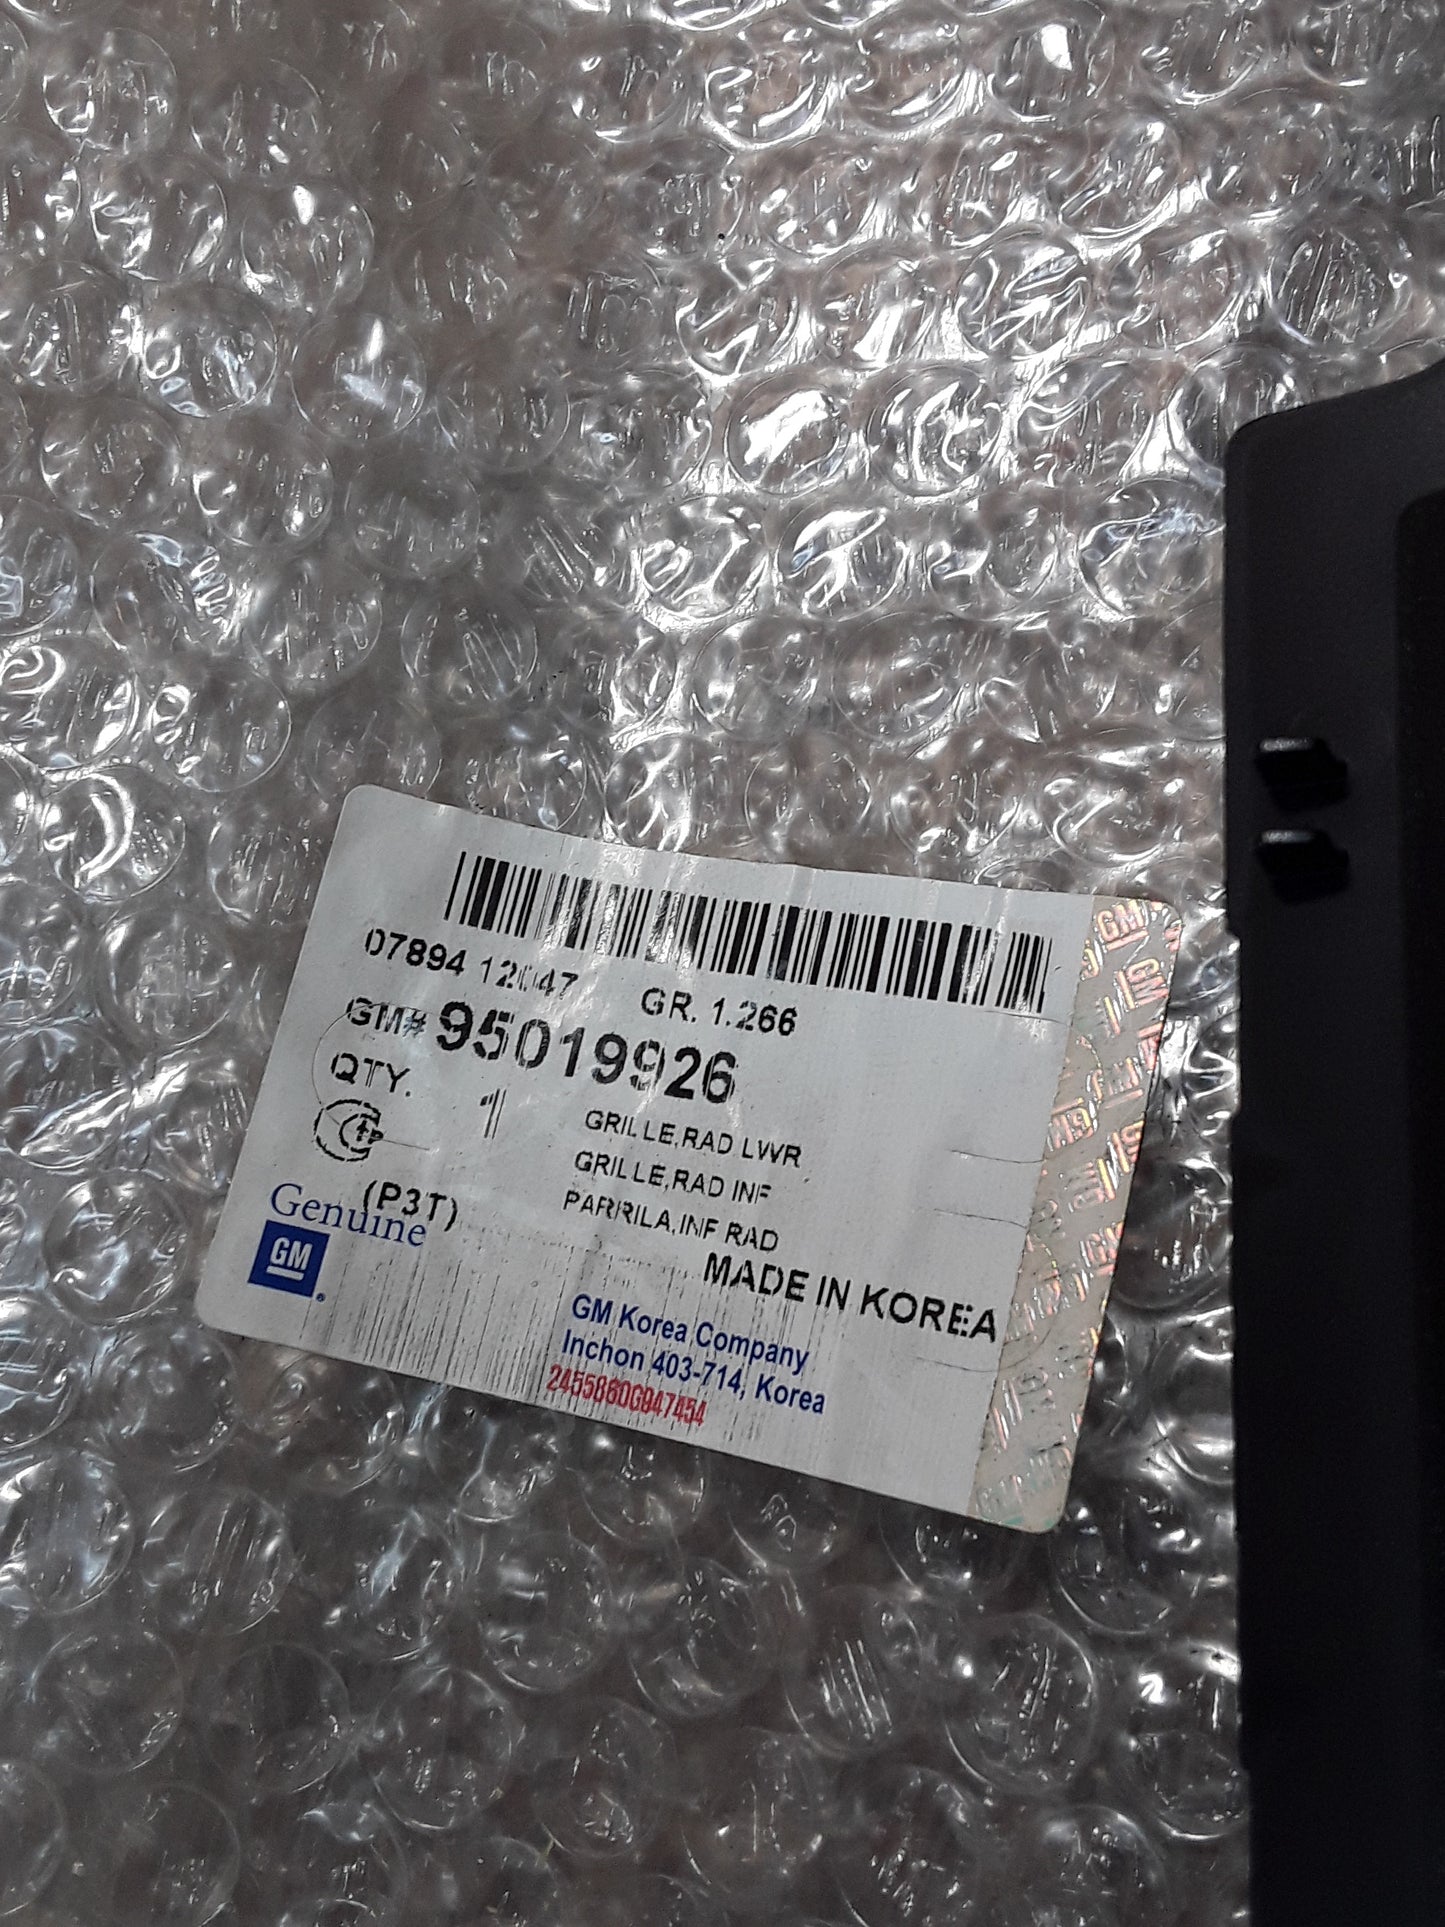 07894 12047 GR. 1.266
GM# 95019926
QTY. 1
GRILLE,RAD LWR
GRILLE,RAD INF
(P3T) PARRILA,INF RAD
Genuine
GM
MADE IN KOREA
GM Korea Company
Inchon 403-714, Korea